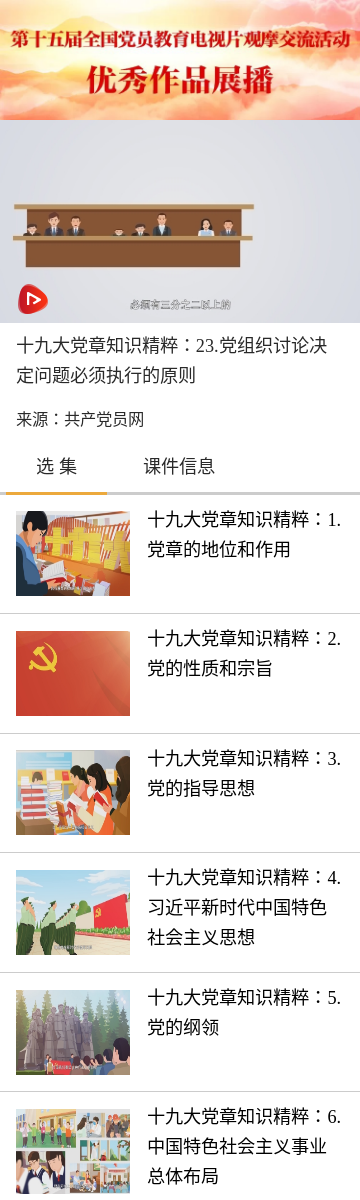 第十五届全国党员教育电视片观摩交流活动
优秀作品展播
必须有三分之二以上的
十九大党章知识精粹：23.党组织讨论决
定问题必须执行的原则
来源：共产党员网
选 集
课件信息
十九大党章知识精粹：1.
党章的地位和作用
十九大党章知识精粹：2.
党的性质和宗旨
十九大党章知识精粹：3.
党的指导思想
十九大党章知识精粹：4.
习近平新时代中国特色
社会主义思想
十九大党章知识精粹：5.
党的纲领
十九大党章知识精粹：6.
中国特色社会主义事业
总体布局